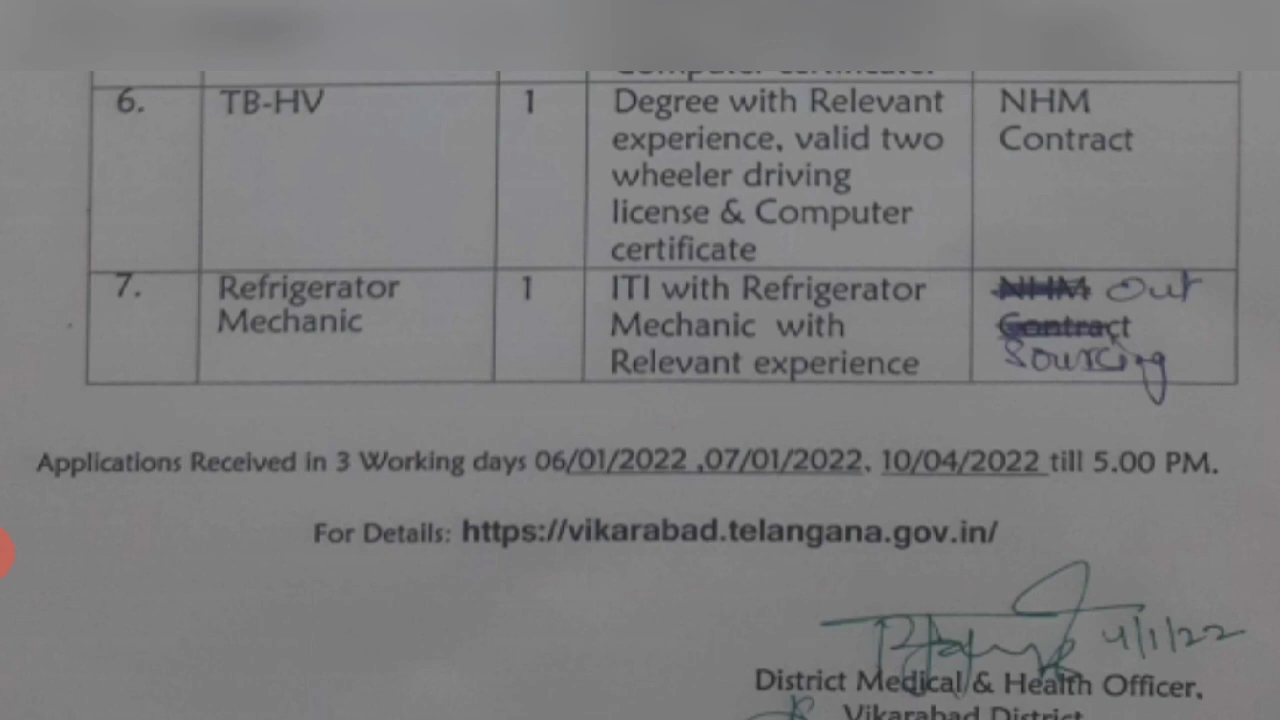 6. TB-HV 1 Degree with Relevant NHM
experience, valid two Contract
wheeler driving
license & Computer
certificate
7. Refrigerator 1 ITI with Refrigerator NHM Out
Mechanic Mechanic with Contract
Relevant experience Sourcing
Applications Received in 3 Working days 06/01/2022 ,07/01/2022, 10/04/2022 till 5.00 PM.
For Details: https://vikarabad.telangana.gov.in/
4/1/22
District Medical & Health Officer,
Vikarabad District